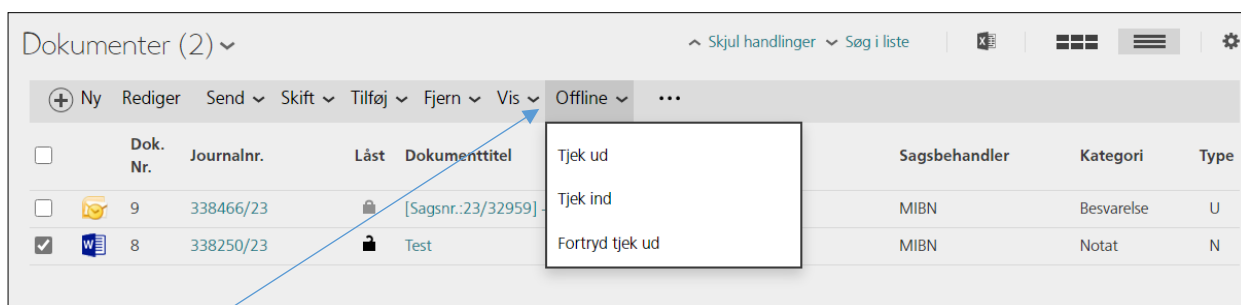 Dokumenter (2)
Skjul handlinger Søg i liste
Ny Rediger Send Skift Tilføj Fjern Vis Offline ...
Dok. Nr. Journalnr. Låst Dokumenttitel Sagsbehandler Kategori Type
Tjek ud
Tjek ind
Fortryd tjek ud
9 338466/23 [Sagsnr.:23/32959] - MIBN Besvarelse U
8 338250/23 Test MIBN Notat N